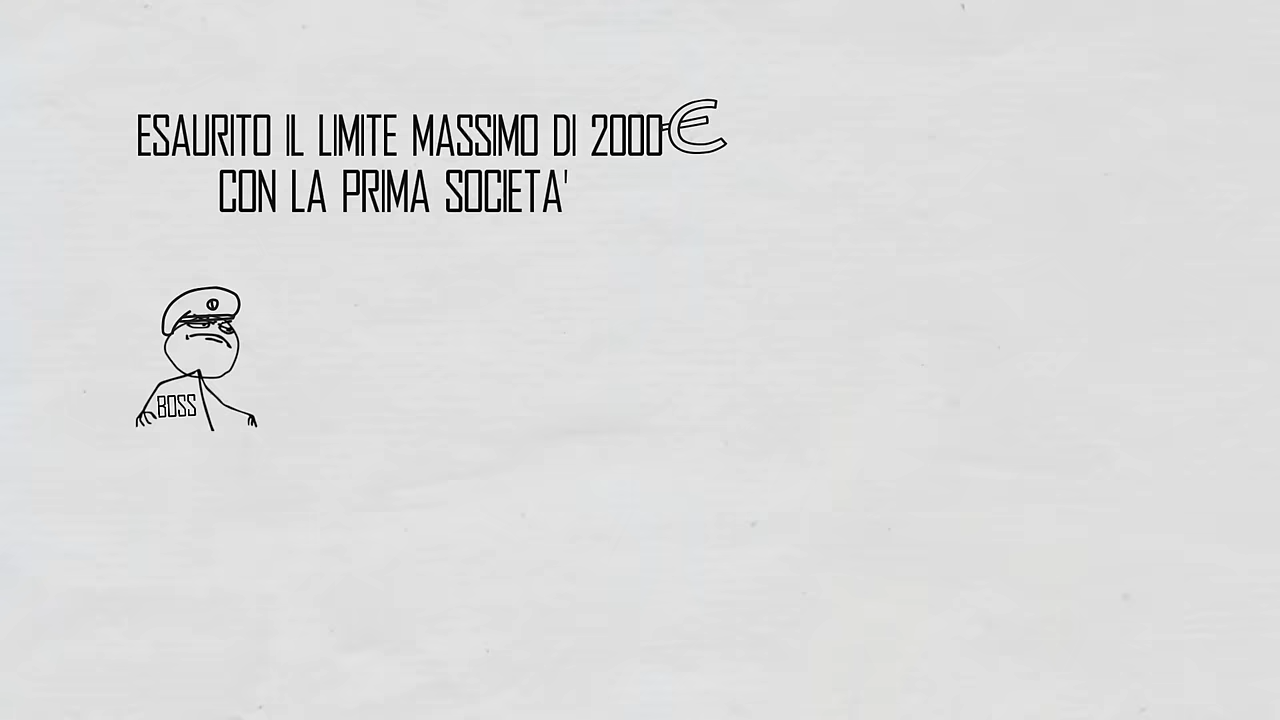 ESAURITO IL LIMITE MASSIMO DI 2000€
CON LA PRIMA SOCIETA'
BOSS